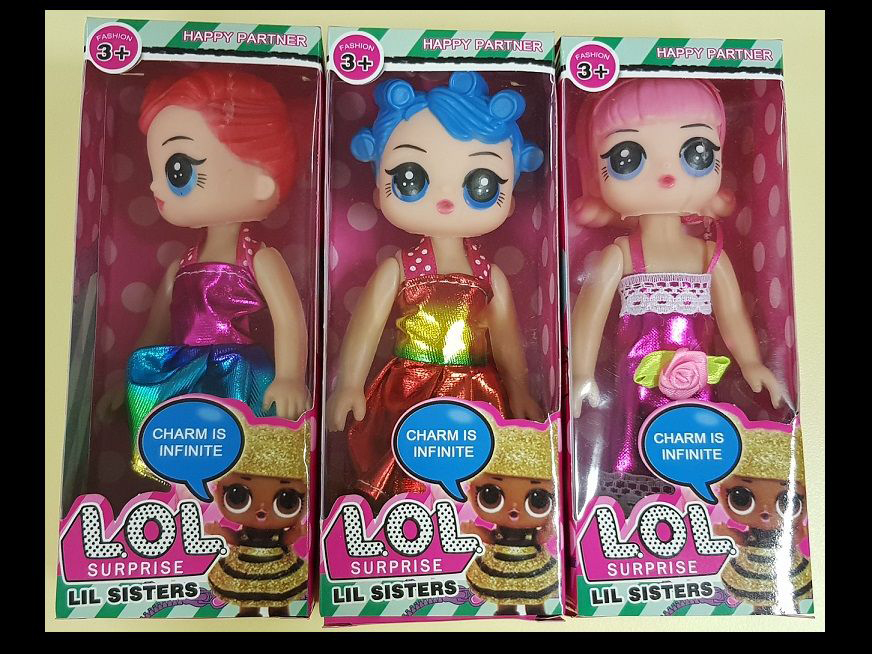 FASHION
3+
HAPPY PARTNER
CHARM IS
INFINITE
L.O.L.
SURPRISE
LIL SISTERS
FASHION
3+
HAPPY PARTNER
CHARM IS
INFINITE
L.O.L.
SURPRISE
LIL SISTERS
FASHION
3+
HAPPY PARTNER
CHARM IS
INFINITE
L.O.L.
SURPRISE
LIL SISTERS